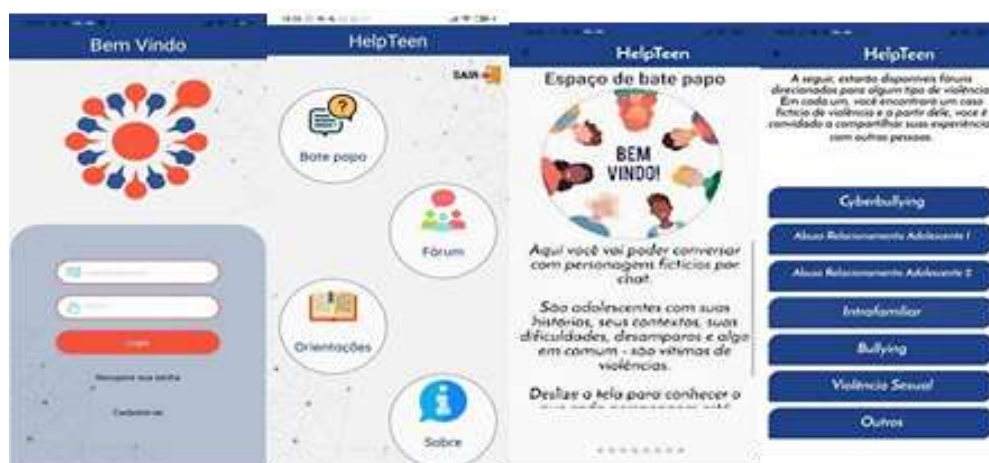 Bem Vindo
Login
Recupere sua senha
Cadastre-se
HelpTeen
SAIR
Bate papo
Fórum
Orientações
Sobre
HelpTeen
Espaço de bate papo
BEM
VINDO!
Aqui você vai poder conversar
com personagens fictícios por
chat.
São adolescentes com suas
histórias, seus contextos, suas
dificuldades, desamparos e algo
em comum - são vítimas de
violências.
Deslize a tela para conhecer o
que cada personagem
HelpTeen
A seguir, estarão disponíveis fóruns
direcionados para algum tipo de violência
Em cada um, você encontrará um caso
fictício de violência e a partir dele, você é
convidado a compartilhar suas experiências
com outras pessoas.
Cyberbullying
Abuso Relacionamento Adolescente 1
Abuso Relacionamento Adolescente 2
Intrafamiliar
Bullying
Violência Sexual
Outros